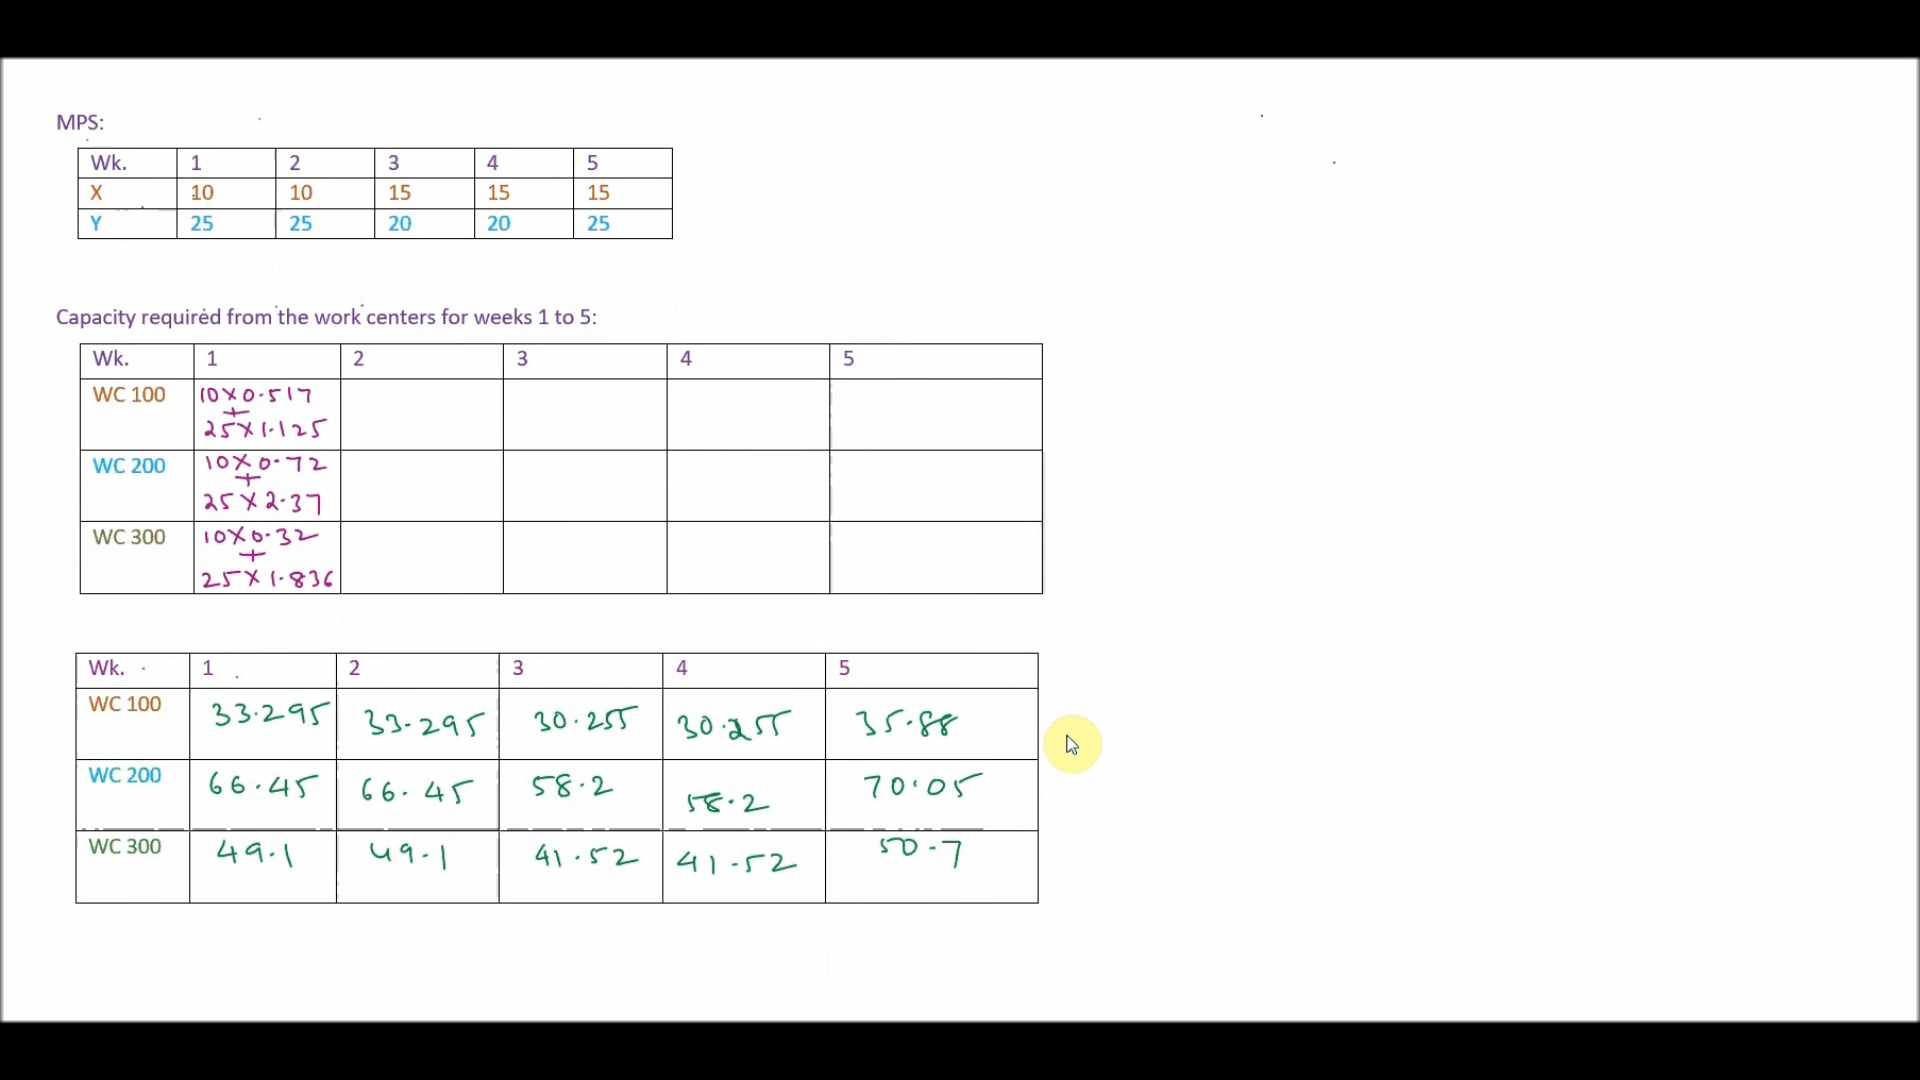 MPS:
Wk. 1 2 3 4 5
X 10 10 15 15 15
Y 25 25 20 20 25
Capacity required from the work centers for weeks 1 to 5:
Wk. 1 2 3 4 5
WC 100 10×0.517
+
25×1.125
WC 200 10×0.72
+
25×2.37
WC 300 10×0.32
+
25×1.836
Wk. 1 2 3 4 5
WC 100 33.295 33.295 30.255 30.255 35.88
WC 200 66.45 66.45 58.2 58.2 70.05
WC 300 49.1 49.1 41.52 41.52 50.7